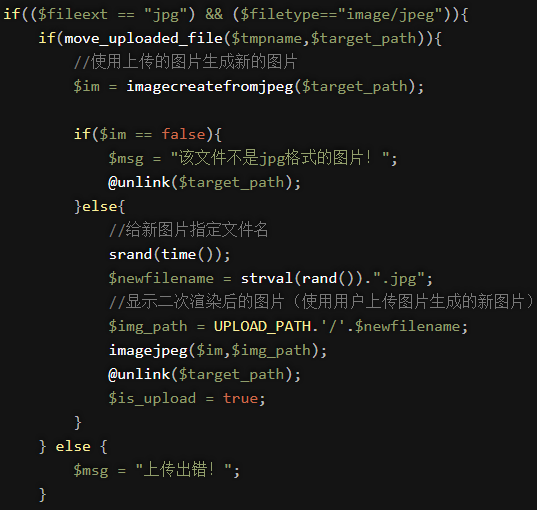 if(($fileext == "jpg") && ($filetype=="image/jpeg")){
if(move_uploaded_file($tmpname,$target_path)){
//使用上传的图片生成新的图片
$im = imagecreatefromjpeg($target_path);
if($im == false){
$msg = "该文件不是jpg格式的图片！";
@unlink($target_path);
}else{
//给新图片指定文件名
srand(time());
$newfilename = strval(rand()).".jpg";
//显示二次渲染后的图片（使用用户上传图片生成的新图片）
$img_path = UPLOAD_PATH.'/'.$newfilename;
imagejpeg($im,$img_path);
@unlink($target_path);
$is_upload = true;
}
} else {
$msg = "上传出错！";
}